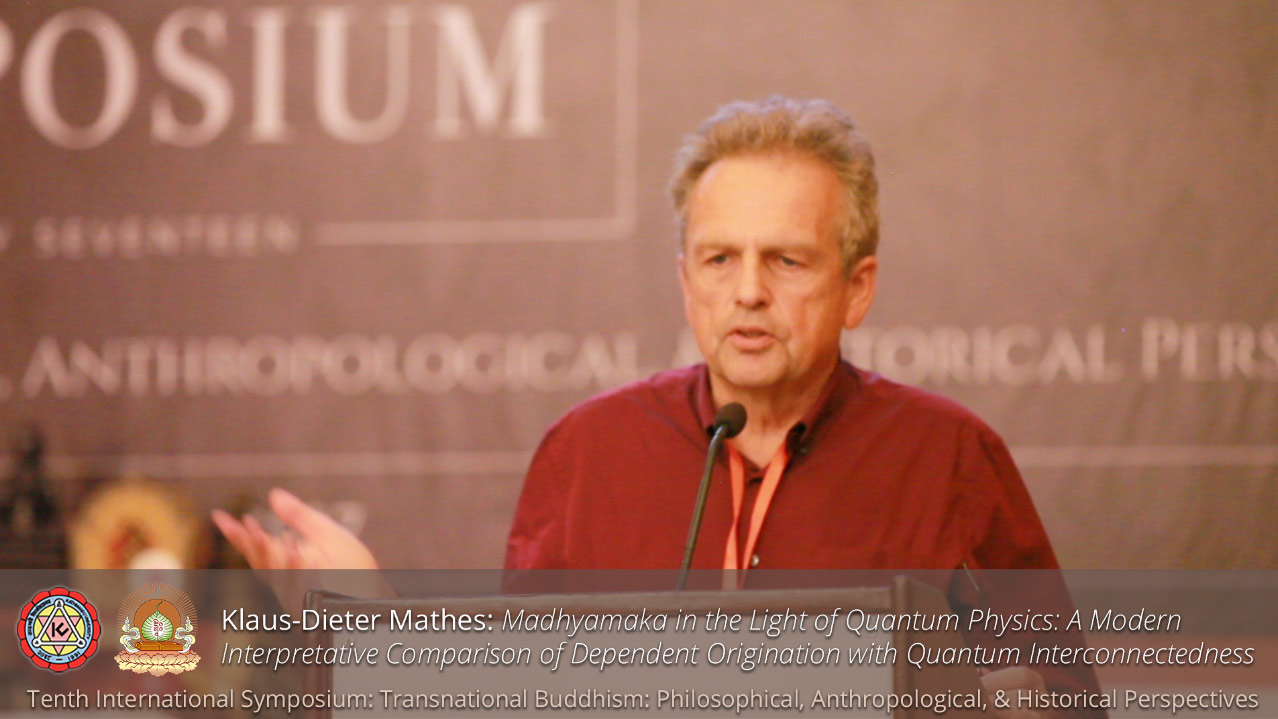 POSIUM
SEVENTEEN
ANTHROPOLOGICAL
Klaus-Dieter Mathes: Madhyamaka in the Light of Quantum Physics: A Modern
Interpretative Comparison of Dependent Origination with Quantum Interconnectedness
Tenth International Symposium: Transnational Buddhism: Philosophical, Anthropological, & Historical Perspectives